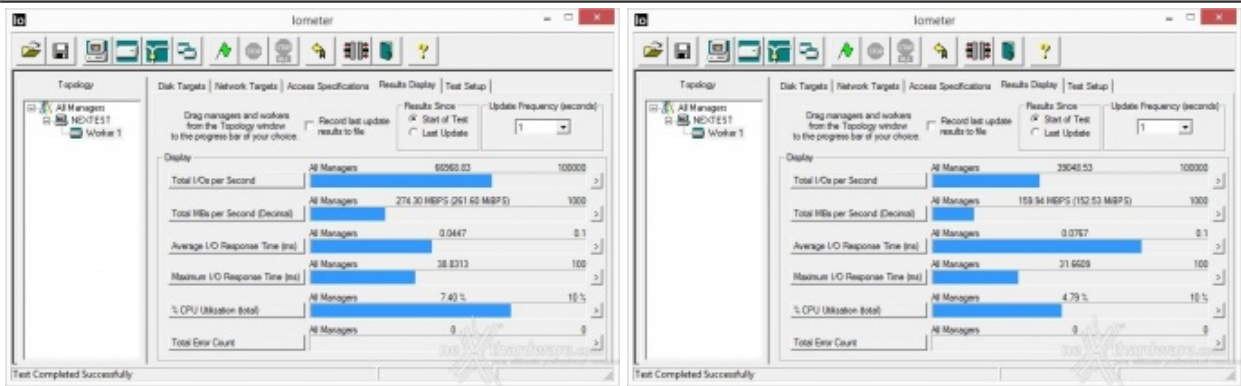 Iometer
Topology
All Managers
NEXTEST
Worker 1
Disk Targets | Network Targets | Access Specifications | Results Display | Test Setup
Drag managers and workers
from the Topology window
to the progress bar of your choice.
Record last update
results to file
Results Since
Start of Test
Last Update
Update Frequency (seconds)
1
Display
All Managers 66968.83 100000
Total I/Os per Second
All Managers 274.30 MBPS (261.60 MiBPS) 1000
Total MBs per Second (Decimal)
All Managers 0.0447 0.1
Average I/O Response Time (ms)
All Managers 38.8313 100
Maximum I/O Response Time (ms)
All Managers 7.40 % 10 %
% CPU Utilization (total)
All Managers 0 0
Total Error Count
Test Completed Successfully
Iometer
Topology
All Managers
NEXTEST
Worker 1
Disk Targets | Network Targets | Access Specifications | Results Display | Test Setup
Drag managers and workers
from the Topology window
to the progress bar of your choice.
Record last update
results to file
Results Since
Start of Test
Last Update
Update Frequency (seconds)
1
Display
All Managers 39048.53 100000
Total I/Os per Second
All Managers 159.94 MBPS (152.53 MiBPS) 1000
Total MBs per Second (Decimal)
All Managers 0.0767 0.1
Average I/O Response Time (ms)
All Managers 31.6609 100
Maximum I/O Response Time (ms)
All Managers 4.79 % 10 %
% CPU Utilization (total)
All Managers 0 0
Total Error Count
Test Completed Successfully